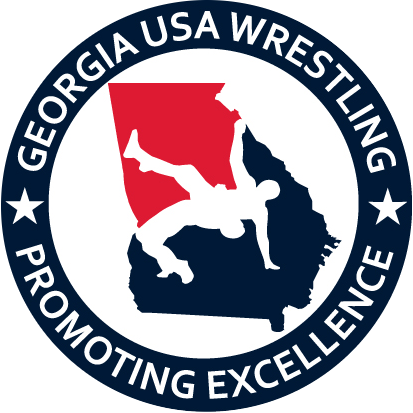 GEORGIA USA WRESTLING
PROMOTING EXCELLENCE